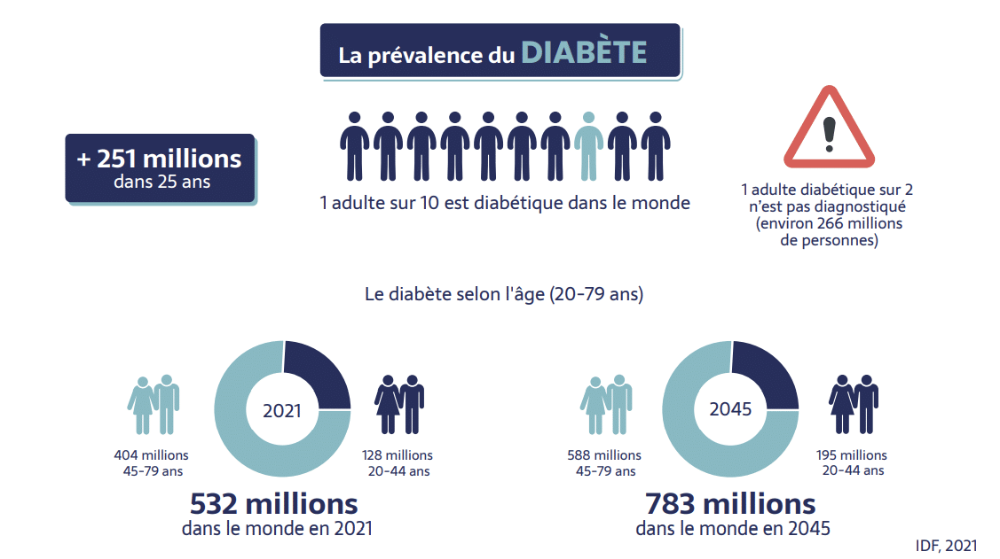 La prévalence du DIABÈTE
+ 251 millions
dans 25 ans
1 adulte sur 10 est diabétique dans le monde
1 adulte diabétique sur 2
n'est pas diagnostiqué
(environ 266 millions
de personnes)
Le diabète selon l'âge (20-79 ans)
2021
404 millions
45-79 ans
128 millions
20-44 ans
532 millions
dans le monde en 2021
2045
588 millions
45-79 ans
195 millions
20-44 ans
783 millions
dans le monde en 2045
IDF, 2021